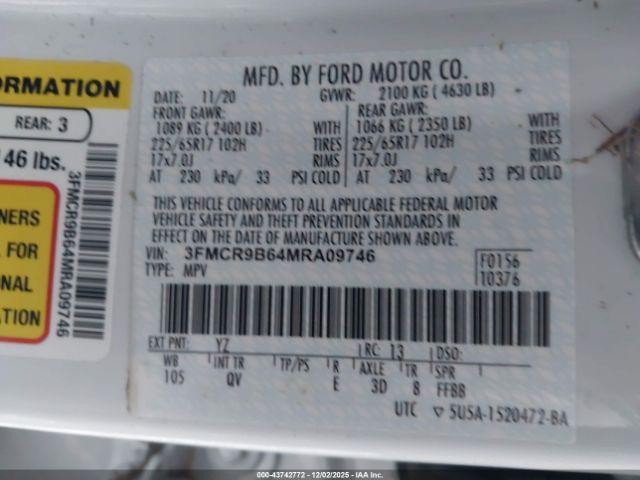 ORMATION
REAR: 3
146 lbs.
3FMCR9B64MRA09746
NERS
L FOR
ONAL
ATION
MFD. BY FORD MOTOR CO.
DATE: 11/20 GVWR: 2100 KG ( 4630 LB)
FRONT GAWR: REAR GAWR:
1089 KG ( 2400 LB) WITH 1066 KG ( 2350 LB) WITH
225/65R17 102H TIRES 225/65R17 102H TIRES
17x7.0J RIMS 17x7.0J RIMS
AT 230 kPa/ 33 PSI COLD AT 230 kPa/ 33 PSI COLD
THIS VEHICLE CONFORMS TO ALL APPLICABLE FEDERAL MOTOR
VEHICLE SAFETY AND THEFT PREVENTION STANDARDS IN
EFFECT ON THE DATE OF MANUFACTURE SHOWN ABOVE.
VIN: 3FMCR9B64MRA09746
TYPE: MPV
F0156
10376
EXT PNT: YZ RC: 13 DSO:
WB INT TR TP/PS R AXLE TR SPR
105 QV E 3D 8 FFBB
UTC ▽ 5U5A-1520472-BA
000-43742772 - 12/02/2025 - IAAI, Inc.